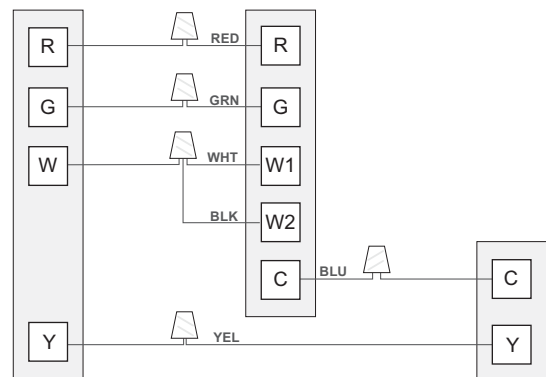 R RED R
G GRN G
W WHT W1
BLK W2
C BLU C
Y YEL Y